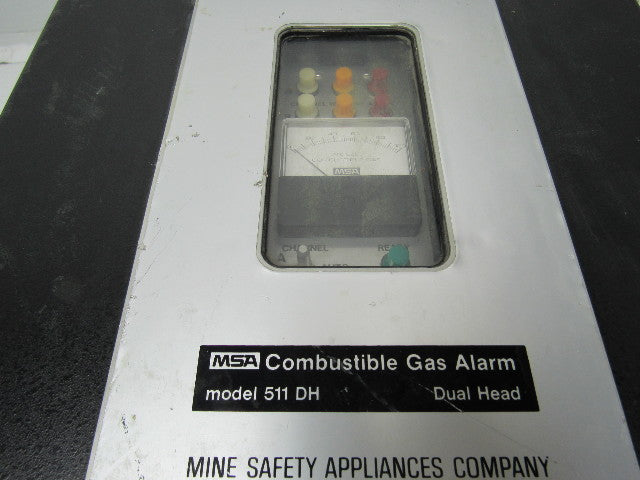 MSA
CHANNEL
A
MSA Combustible Gas Alarm
model 511 DH Dual Head
MINE SAFETY APPLIANCES COMPANY